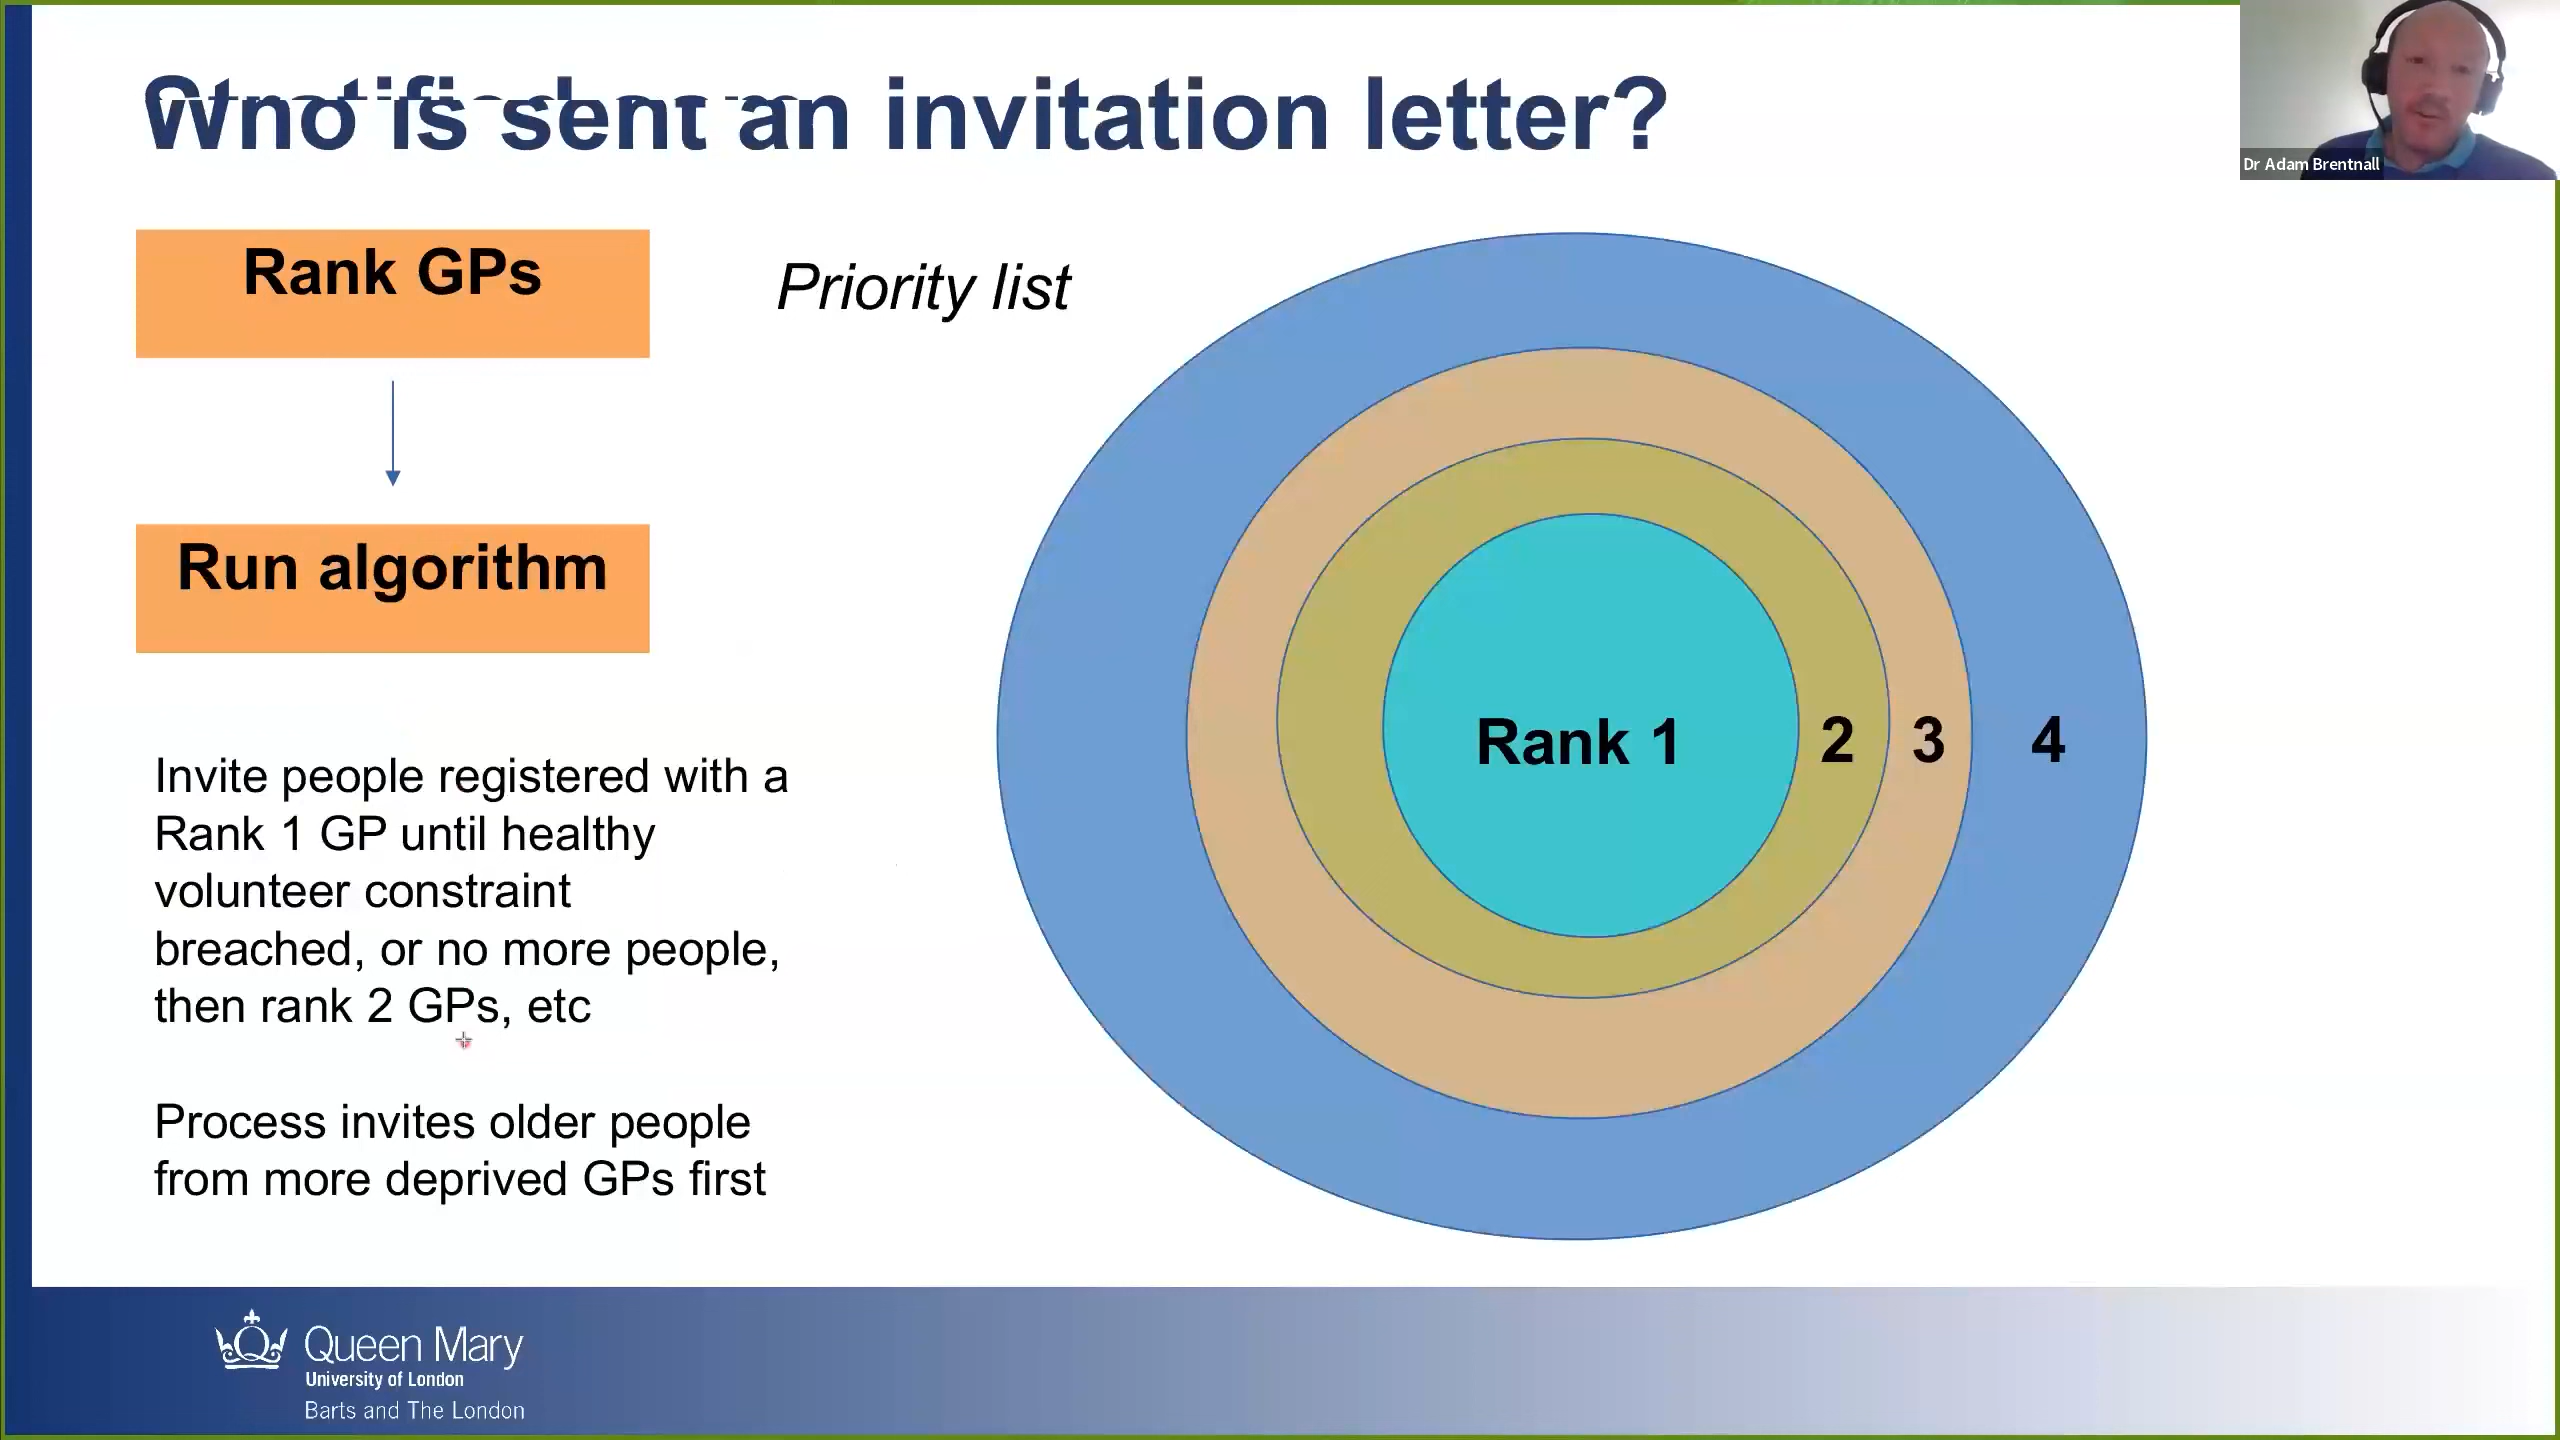 Who is sent an invitation letter?
Dr Adam Brentnall
Rank GPs
Priority list
Run algorithm
Rank 1
2
3
4
Invite people registered with a
Rank 1 GP until healthy
volunteer constraint
breached, or no more people,
then rank 2 GPs, etc
Process invites older people
from more deprived GPs first
Queen Mary
University of London
Barts and The London